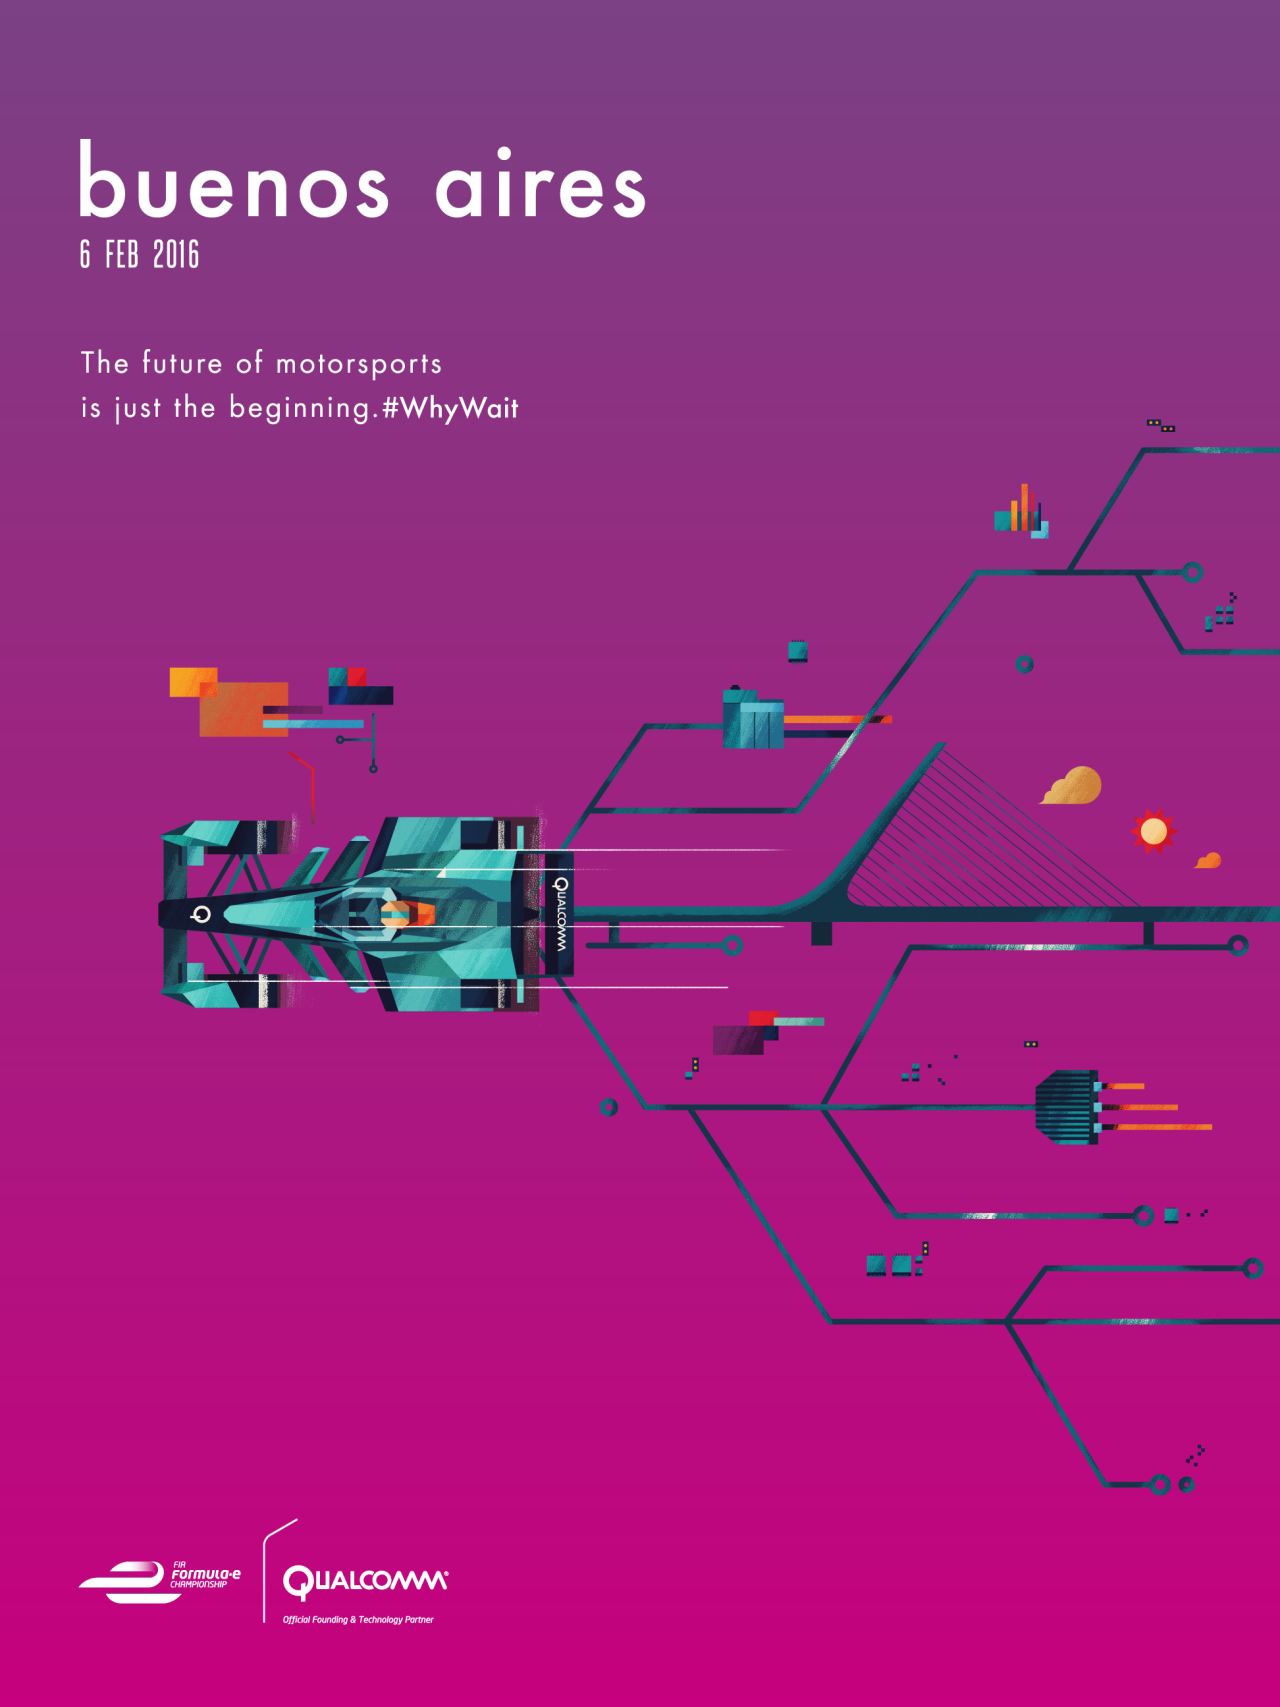 buenos aires
6 FEB 2016
The future of motorsports
is just the beginning.#WhyWait
QUALCOMM
FIA
FORMULA-E
CHAMPIONSHIP
QUALCOMM®
Official Founding & Technology Partner